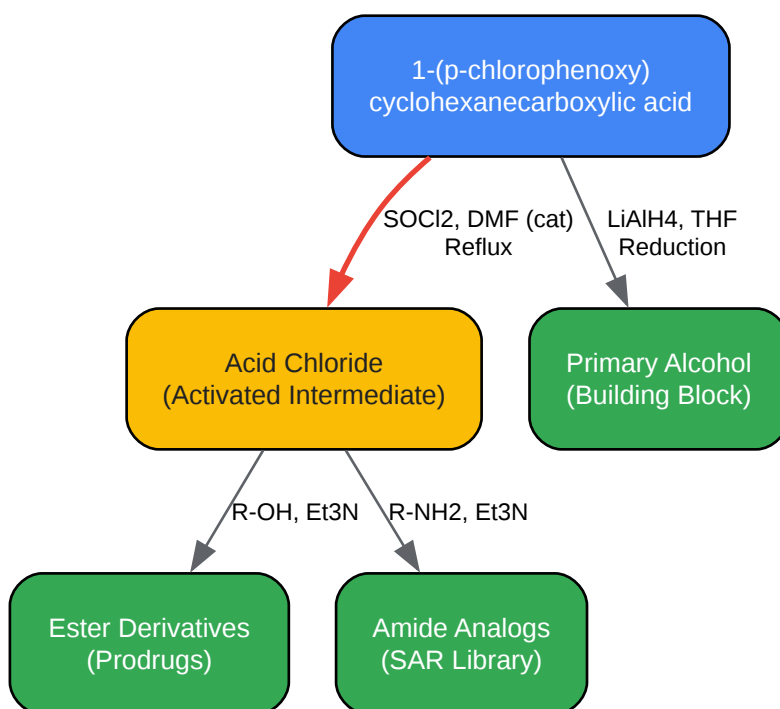 1-(p-chlorophenoxy)
cyclohexanecarboxylic acid
SOCl2, DMF (cat)
Reflux
LiAlH4, THF
Reduction
Acid Chloride
(Activated Intermediate)
Primary Alcohol
(Building Block)
R-OH, Et3N
R-NH2, Et3N
Ester Derivatives
(Prodrugs)
Amide Analogs
(SAR Library)